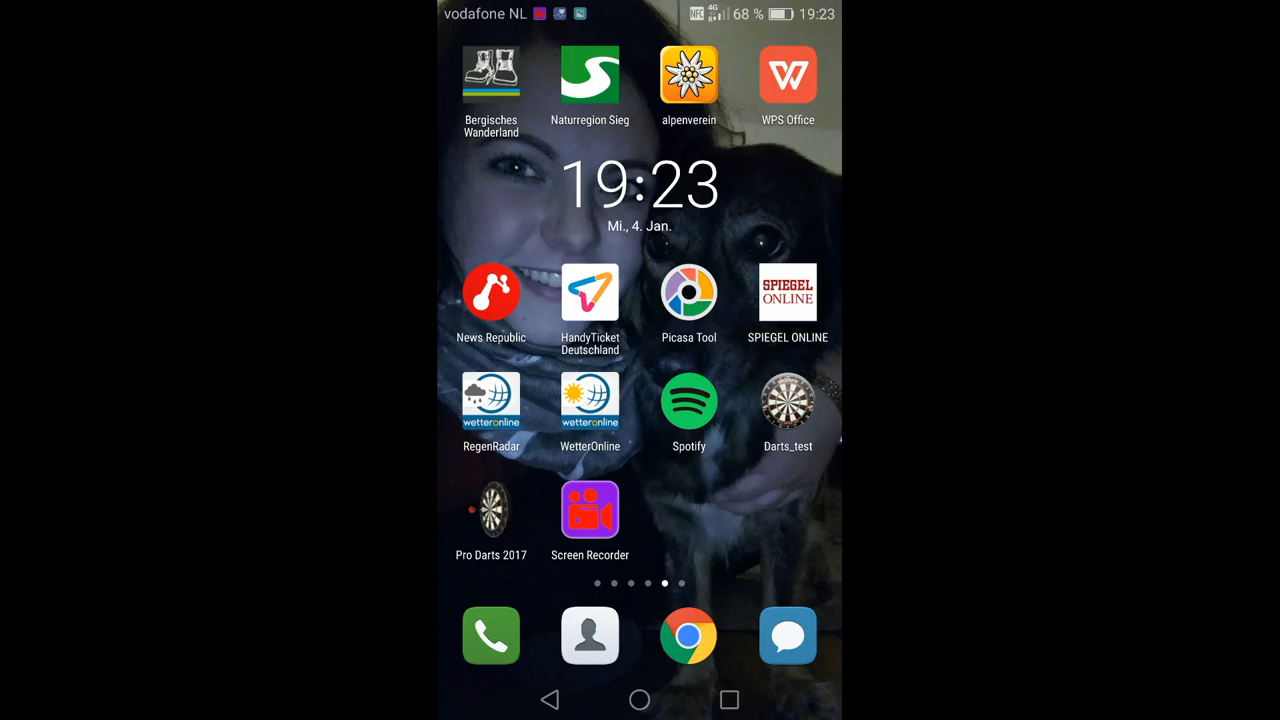 vodafone NL
NFC 4G R 68 % 19:23
Bergisches
Wanderland
Naturregion Sieg
alpenverein
WPS Office
19:23
Mi., 4. Jan.
SPIEGEL
ONLINE
News Republic
HandyTicket
Deutschland
Picasa Tool
SPIEGEL ONLINE
wetteronline
wetteronline
RegenRadar
WetterOnline
Spotify
Darts_test
Pro Darts 2017
Screen Recorder